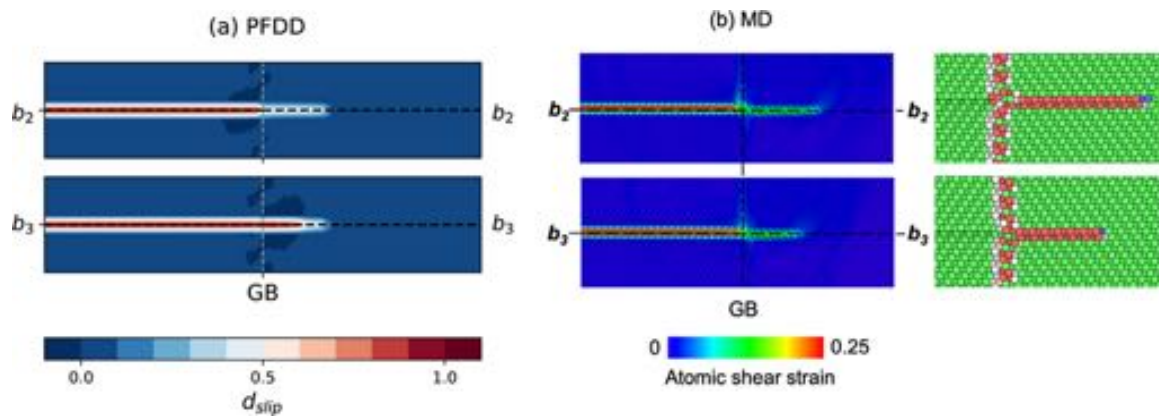 (a) PFDD
(b) MD
b2 b2
b2 b2
b3 b3
b3 b3
GB
GB
0.0 0.5 1.0
dslip
0 0.25
Atomic shear strain